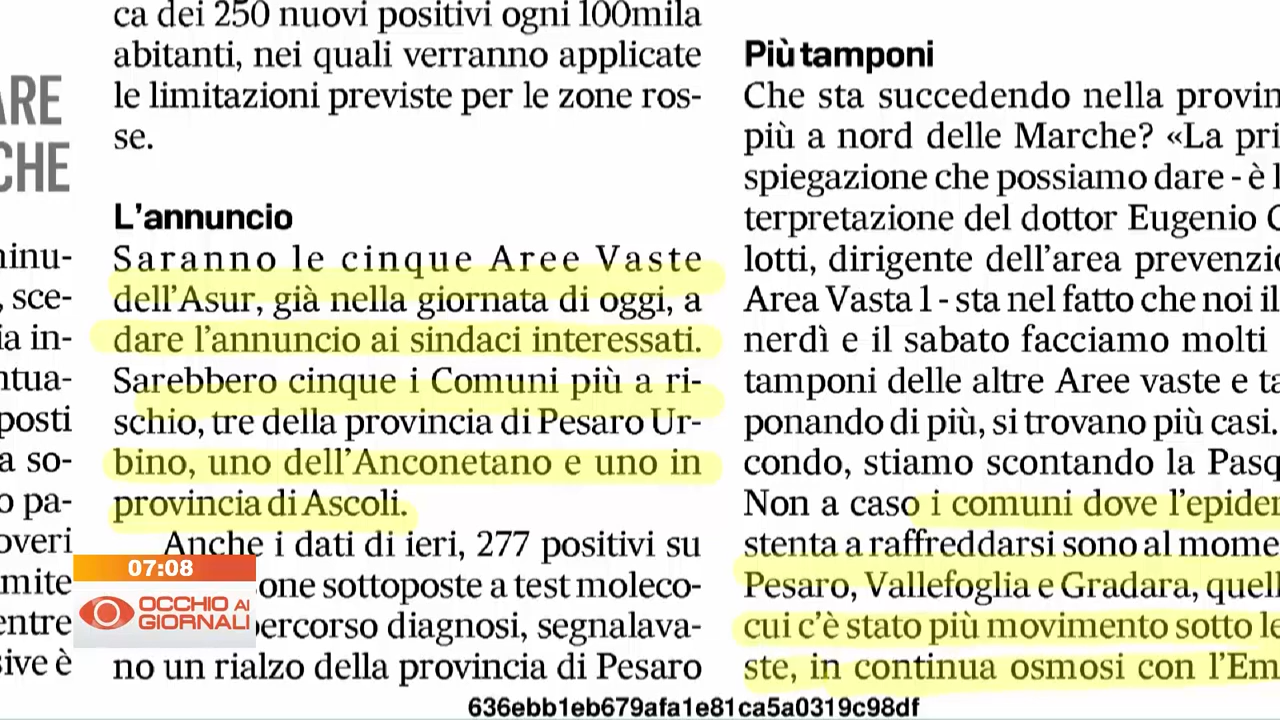 ARE
CHE
ninu-
, sce-
ia in-
ntua-
posti
a so-
o pa-
overi
mite
entre
sive è
ca dei 250 nuovi positivi ogni 100mila
abitanti, nei quali verranno applicate
le limitazioni previste per le zone ros-
se.
L'annuncio
Saranno le cinque Aree Vaste
dell'Asur, già nella giornata di oggi, a
dare l'annuncio ai sindaci interessati.
Sarebbero cinque i Comuni più a ri-
schio, tre della provincia di Pesaro Ur-
bino, uno dell'Anconetano e uno in
provincia di Ascoli.
Anche i dati di ieri, 277 positivi su
one sottoposte a test moleco-
percorso diagnosi, segnalava-
no un rialzo della provincia di Pesaro
Più tamponi
Che sta succedendo nella provin
più a nord delle Marche? «La pri
spiegazione che possiamo dare - è l
terpretazione del dottor Eugenio C
lotti, dirigente dell'area prevenzio
Area Vasta 1 - sta nel fatto che noi il
nerdì e il sabato facciamo molti
tamponi delle altre Aree vaste e ta
ponando di più, si trovano più casi.
condo, stiamo scontando la Pasq
Non a caso i comuni dove l'epider
stenta a raffreddarsi sono al mome
Pesaro, Vallefoglia e Gradara, quell
cui c'è stato più movimento sotto le
ste, in continua osmosi con l'Em
07:08
OCCHIO AI
GIORNALI
636ebb1eb679afa1e81ca5a0319c98df